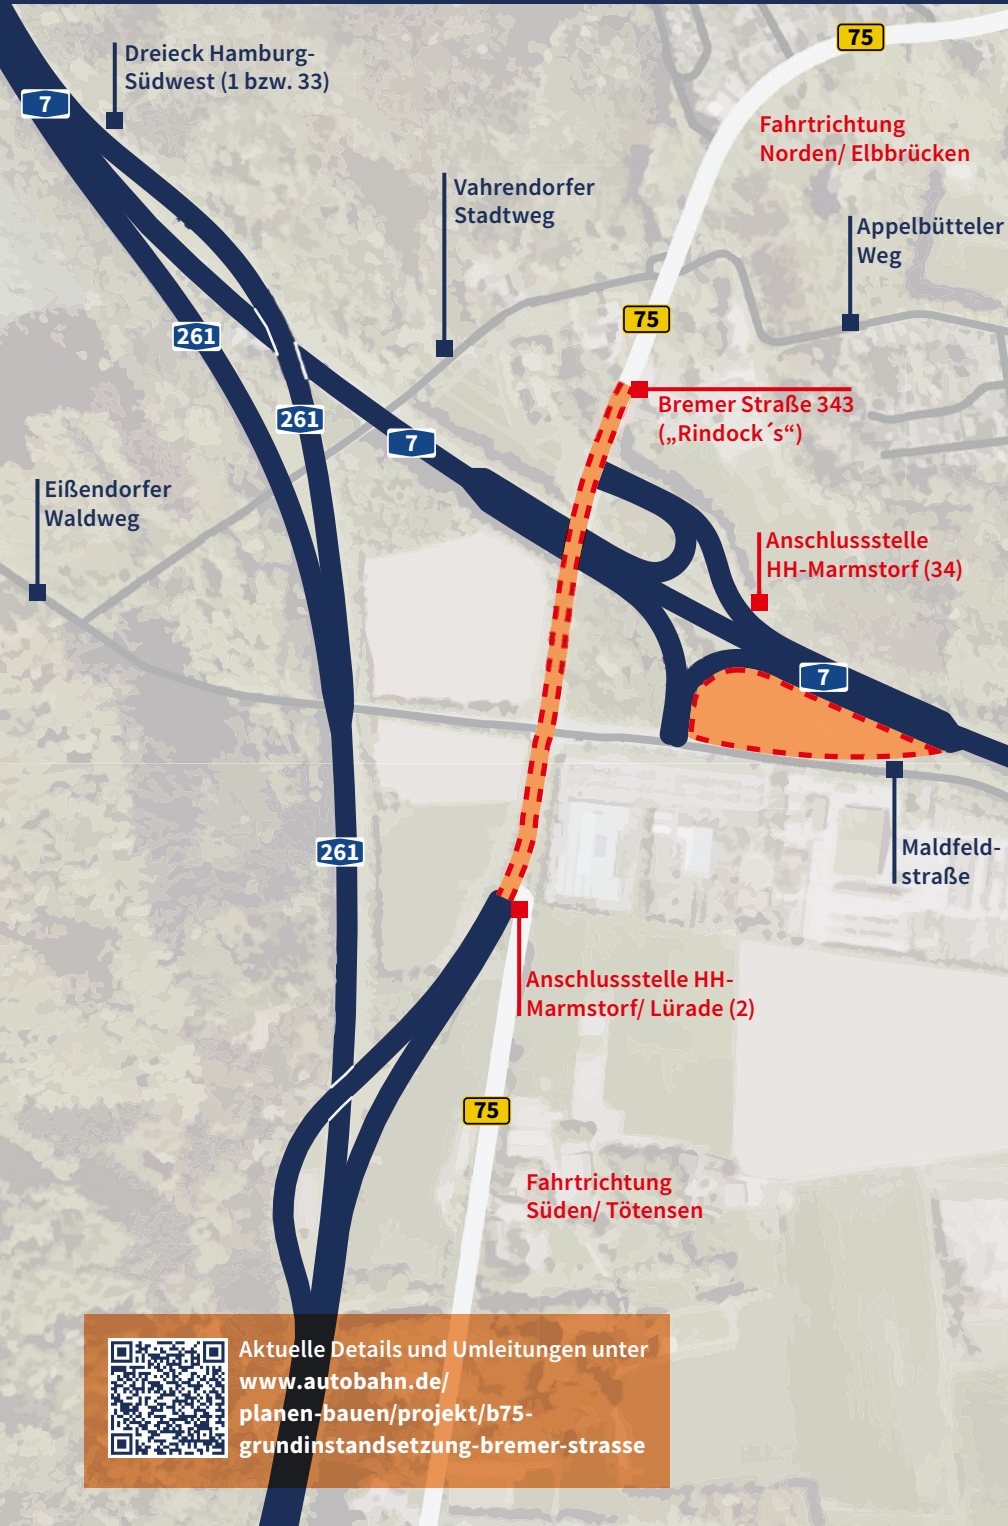 75
Dreieck Hamburg-
Südwest (1 bzw. 33)
7
Fahrtrichtung
Norden/ Elbbrücken
Vahrendorfer
Stadtweg
Appelbütteler
Weg
75
261
Bremer Straße 343
(„Rindock´s“)
261
7
Eißendorfer
Waldweg
Anschlussstelle
HH-Marmstorf (34)
7
261
Maldfeld-
straße
Anschlussstelle HH-
Marmstorf/ Lürade (2)
75
Fahrtrichtung
Süden/ Tötensen
Aktuelle Details und Umleitungen unter
www.autobahn.de/
planen-bauen/projekt/b75-
grundinstandsetzung-bremer-strasse